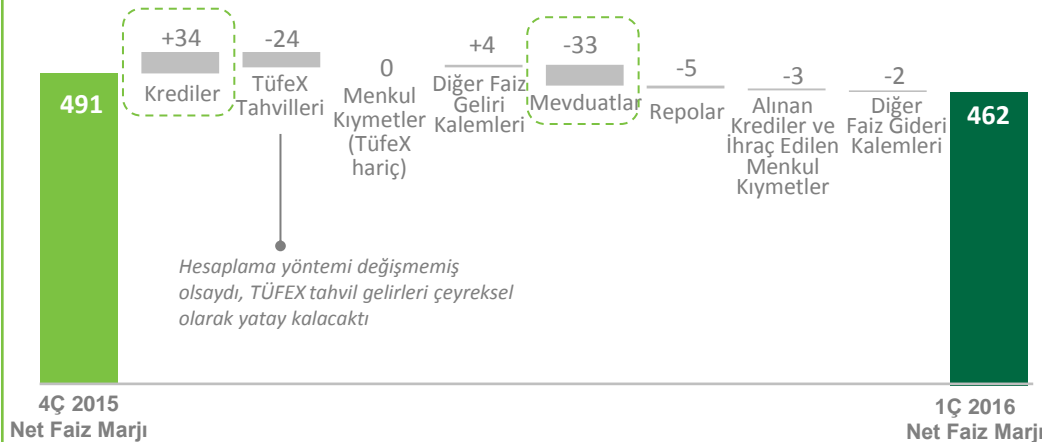 491
+34
Krediler
-24
TüfeX
Tahvilleri
0
Menkul
Kıymetler
(TüfeX
hariç)
+4
Diğer Faiz
Geliri
Kalemleri
-33
Mevduatlar
-5
Repolar
-3
Alınan
Krediler ve
İhraç Edilen
Menkul
Kıymetler
-2
Diğer
Faiz Gideri
Kalemleri
462
Hesaplama yöntemi değişmemiş
olsaydı, TÜFEX tahvil gelirleri çeyreksel
olarak yatay kalacaktı
4Ç 2015
Net Faiz Marjı
1Ç 2016
Net Faiz Marjı